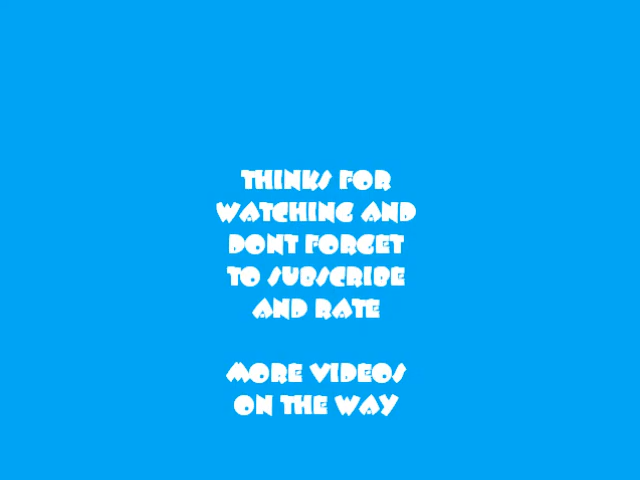 THINKS FOR
WATCHING AND
DONT FORGET
TO SUBSCRIBE
AND RATE
MORE VIDEOS
ON THE WAY